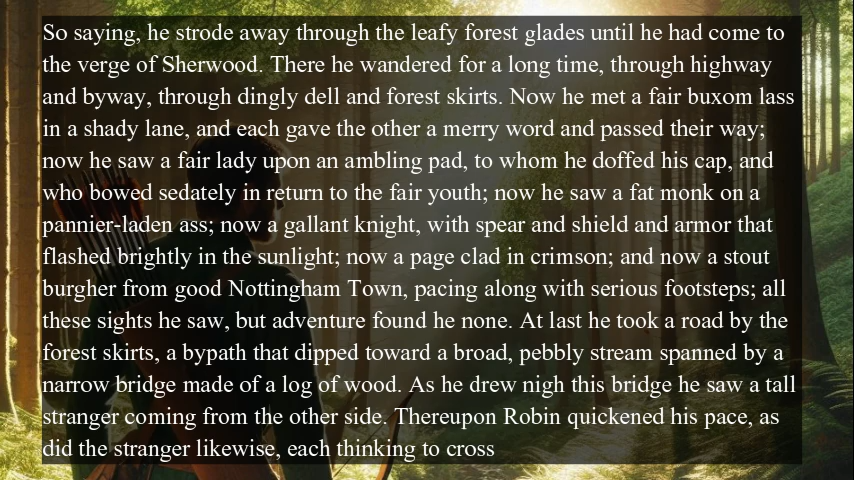 So saying, he strode away through the leafy forest glades until he had come to
the verge of Sherwood. There he wandered for a long time, through highway
and byway, through dingly dell and forest skirts. Now he met a fair buxom lass
in a shady lane, and each gave the other a merry word and passed their way;
now he saw a fair lady upon an ambling pad, to whom he doffed his cap, and
who bowed sedately in return to the fair youth; now he saw a fat monk on a
pannier-laden ass; now a gallant knight, with spear and shield and armor that
flashed brightly in the sunlight; now a page clad in crimson; and now a stout
burgher from good Nottingham Town, pacing along with serious footsteps; all
these sights he saw, but adventure found he none. At last he took a road by the
forest skirts, a bypath that dipped toward a broad, pebbly stream spanned by a
narrow bridge made of a log of wood. As he drew nigh this bridge he saw a tall
stranger coming from the other side. Thereupon Robin quickened his pace, as
did the stranger likewise, each thinking to cross